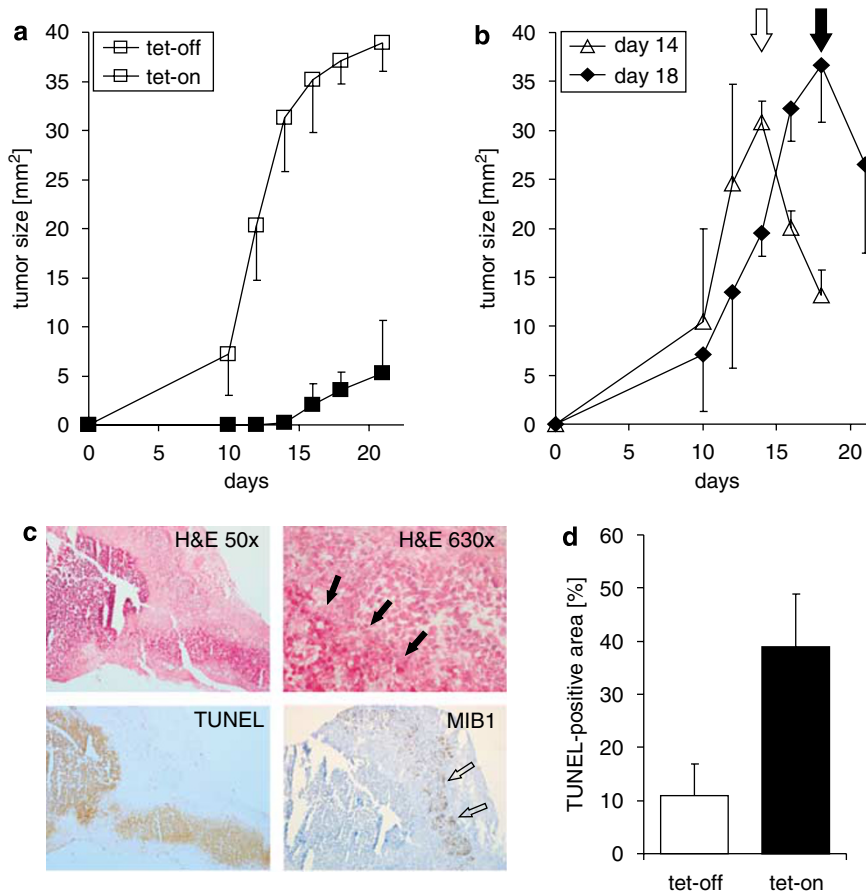 a
tet-off
tet-on
40
35
30
25
20
15
10
5
0
tumor size [mm²]
0 5 10 15 20
days
b
day 14
day 18
40
35
30
25
20
15
10
5
0
tumor size [mm²]
0 5 10 15 20
days
c
H&E 50x
H&E 630x
TUNEL
MIB1
d
60
50
40
30
20
10
0
TUNEL-positive area [%]
tet-off tet-on